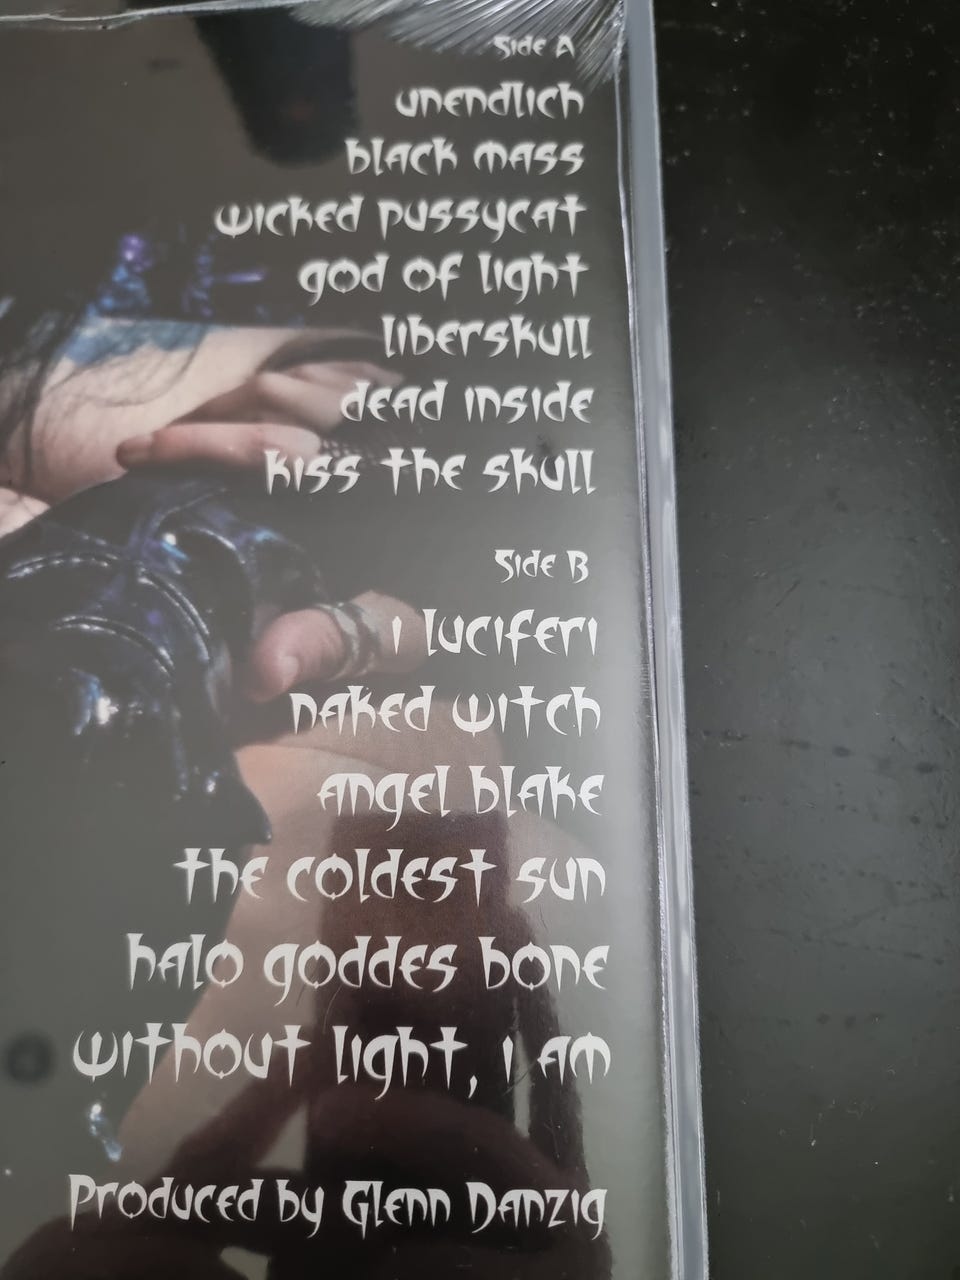 Side A
unendlich
black mass
wicked pussycat
god of light
liberskull
dead inside
kiss the skull
Side B
i luciferi
naked witch
angel blake
the coldest sun
halo goddes bone
without light, i am
Produced by Glenn Danzig